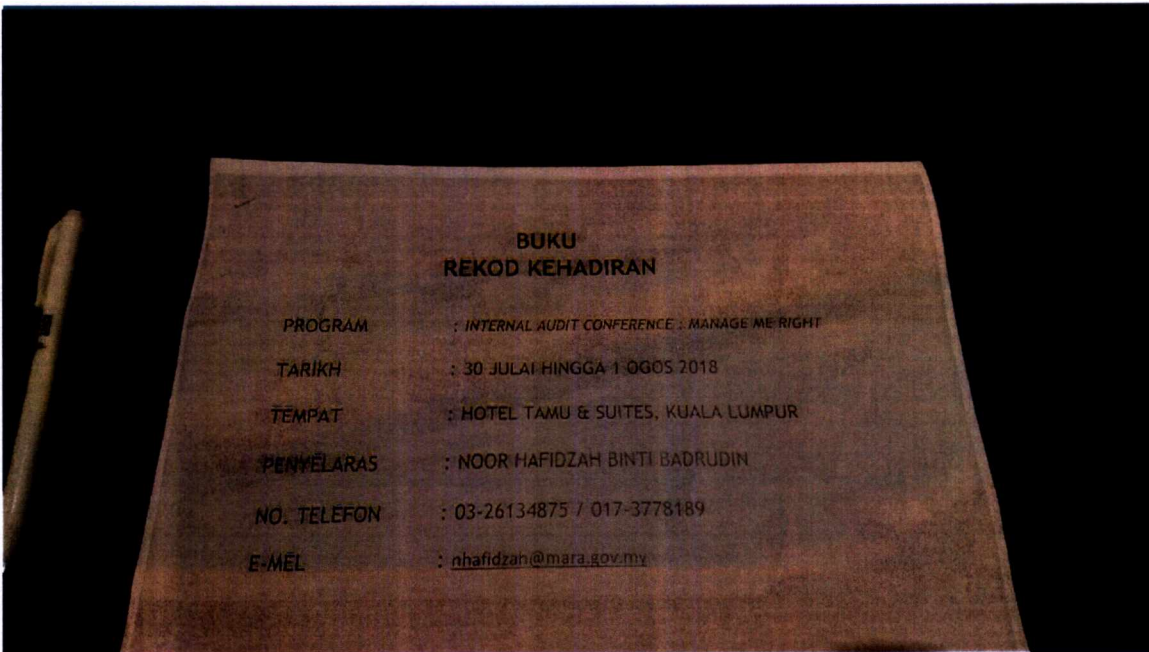 BUKU
REKOD KEHADIRAN
PROGRAM : INTERNAL AUDIT CONFERENCE : MANAGE ME RIGHT
TARIKH : 30 JULAI HINGGA 1 OGOS 2018
TEMPAT : HOTEL TAMU & SUITES, KUALA LUMPUR
PENYELARAS : NOOR HAFIDZAH BINTI BADRUDIN
NO. TELEFON : 03-26134875 / 017-3778189
E-MEL : nhafidzah@mara.gov.my